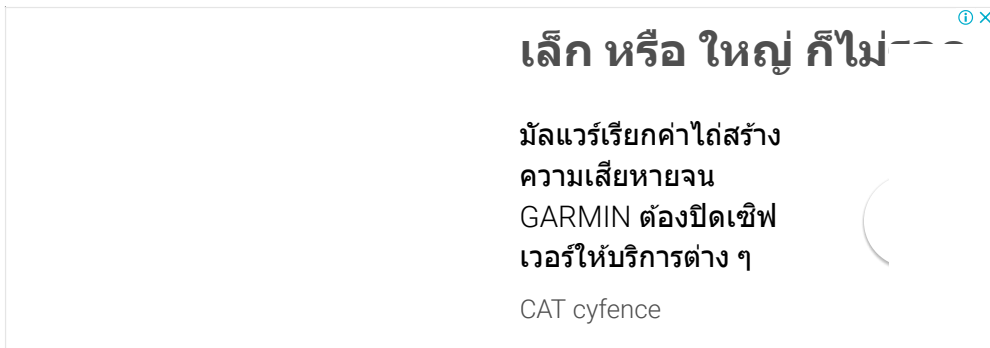 เล็ก หรือ ใหญ่ ก็ไม่
มัลแวร์เรียกค่าไถ่สร้าง
ความเสียหายจน
GARMIN ต้องปิดเซิฟ
เวอร์ให้บริการต่าง ๆ
CAT cyfence